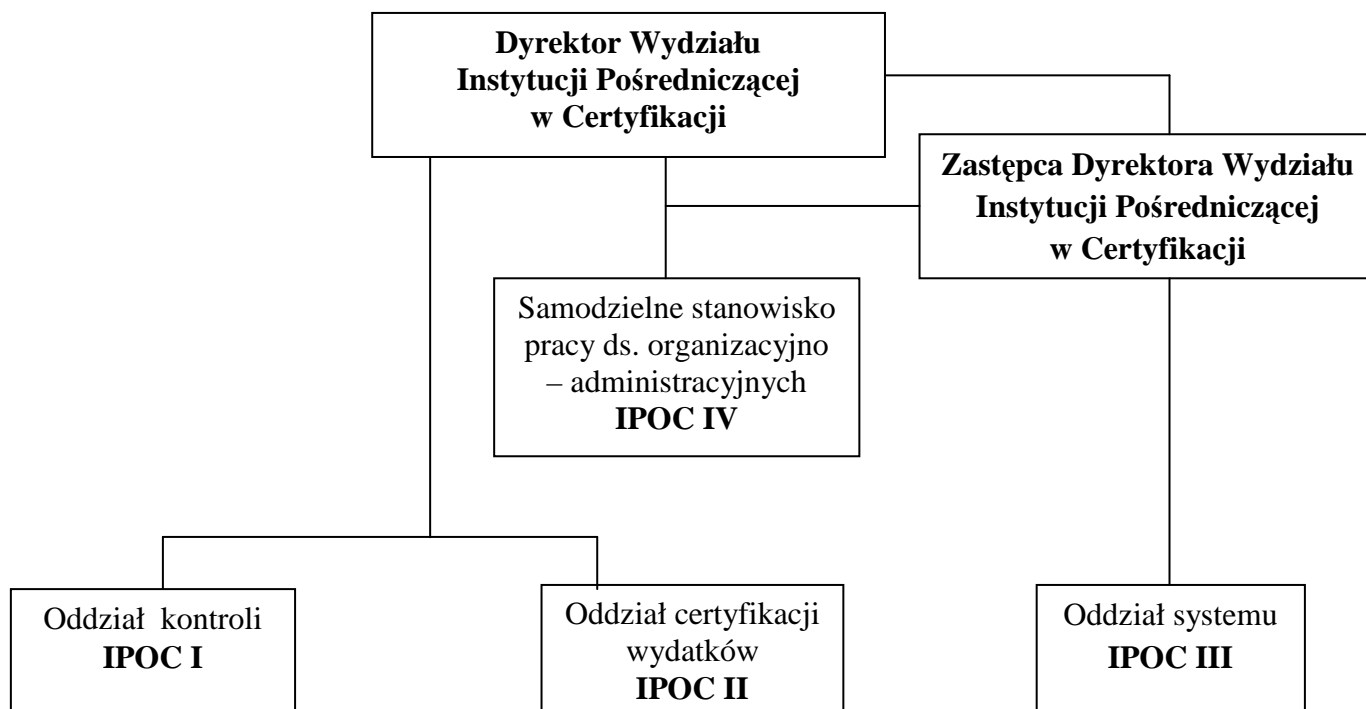 Dyrektor Wydziału
Instytucji Pośredniczącej
w Certyfikacji
Zastępca Dyrektora Wydziału
Instytucji Pośredniczącej
w Certyfikacji
Samodzielne stanowisko
pracy ds. organizacyjno
– administracyjnych
IPOC IV
Oddział kontroli
IPOC I
Oddział certyfikacji
wydatków
IPOC II
Oddział systemu
IPOC III